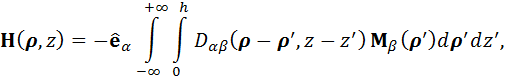 𝐇(𝛒, z) = −ê_α ∫_{−∞}^{+∞} ∫_0^h D_{αβ}(𝛒 − 𝛒′, z − z′) 𝐌_β(𝛒′)d𝛒′dz′,